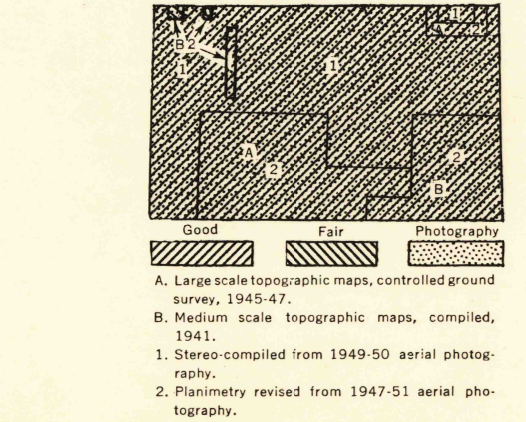 1
A 2
B 2
1
1
A
2
2
B
Good Fair Photography
A. Large scale topographic maps, controlled ground
survey, 1945-47.
B. Medium scale topographic maps, compiled,
1941.
1. Stereo-compiled from 1949-50 aerial photog-
raphy.
2. Planimetry revised from 1947-51 aerial pho-
tography.